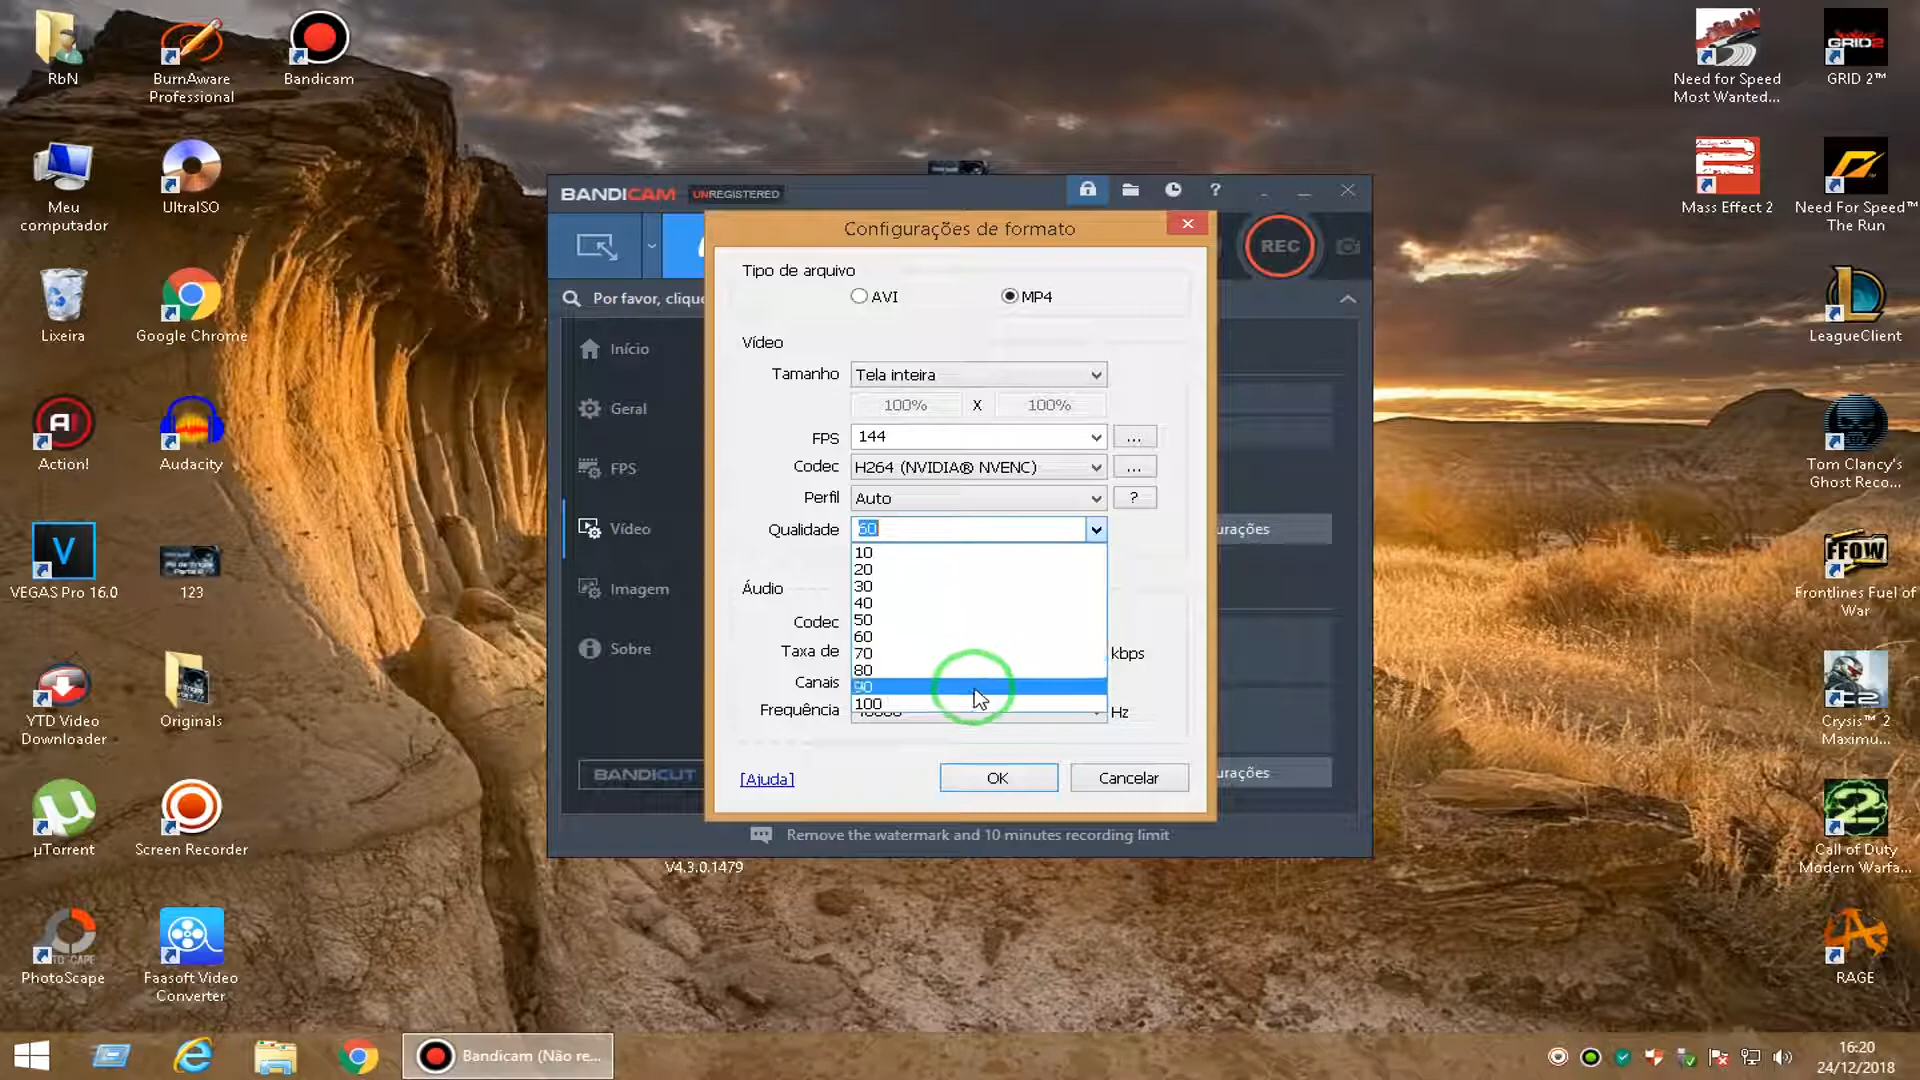 RbN
BurnAware
Professional
Bandicam
Meu
computador
UltraISO
Lixeira
Google Chrome
Action!
Audacity
VEGAS Pro 16.0
123
YTD Video
Downloader
Originals
µTorrent
Screen Recorder
PhotoScape
Faasoft Video
Converter
Need for Speed
Most Wanted...
GRID 2™
Mass Effect 2
Need For Speed™
The Run
LeagueClient
Tom Clancy's
Ghost Reco...
FFOW
Frontlines Fuel of
War
Crysis™ 2
Maximu...
Call of Duty
Modern Warfa...
RAGE
BANDICAM UNREGISTERED
?
REC
Por favor, clique
Início
Geral
FPS
Vídeo
Imagem
Sobre
BANDICUT
urações
urações
Configurações de formato
Tipo de arquivo
AVI
MP4
Vídeo
Tamanho Tela inteira
100% X 100%
FPS 144 ...
Codec H264 (NVIDIA® NVENC) ...
Perfil Auto ?
Qualidade 60
10
20
30
40
50
60
70
80
90
100
Áudio
Codec
Taxa de kbps
Canais
Frequência Hz
[Ajuda]
OK
Cancelar
Remove the watermark and 10 minutes recording limit
V4.3.0.1479
Bandicam (Não re...
16:20
24/12/2018